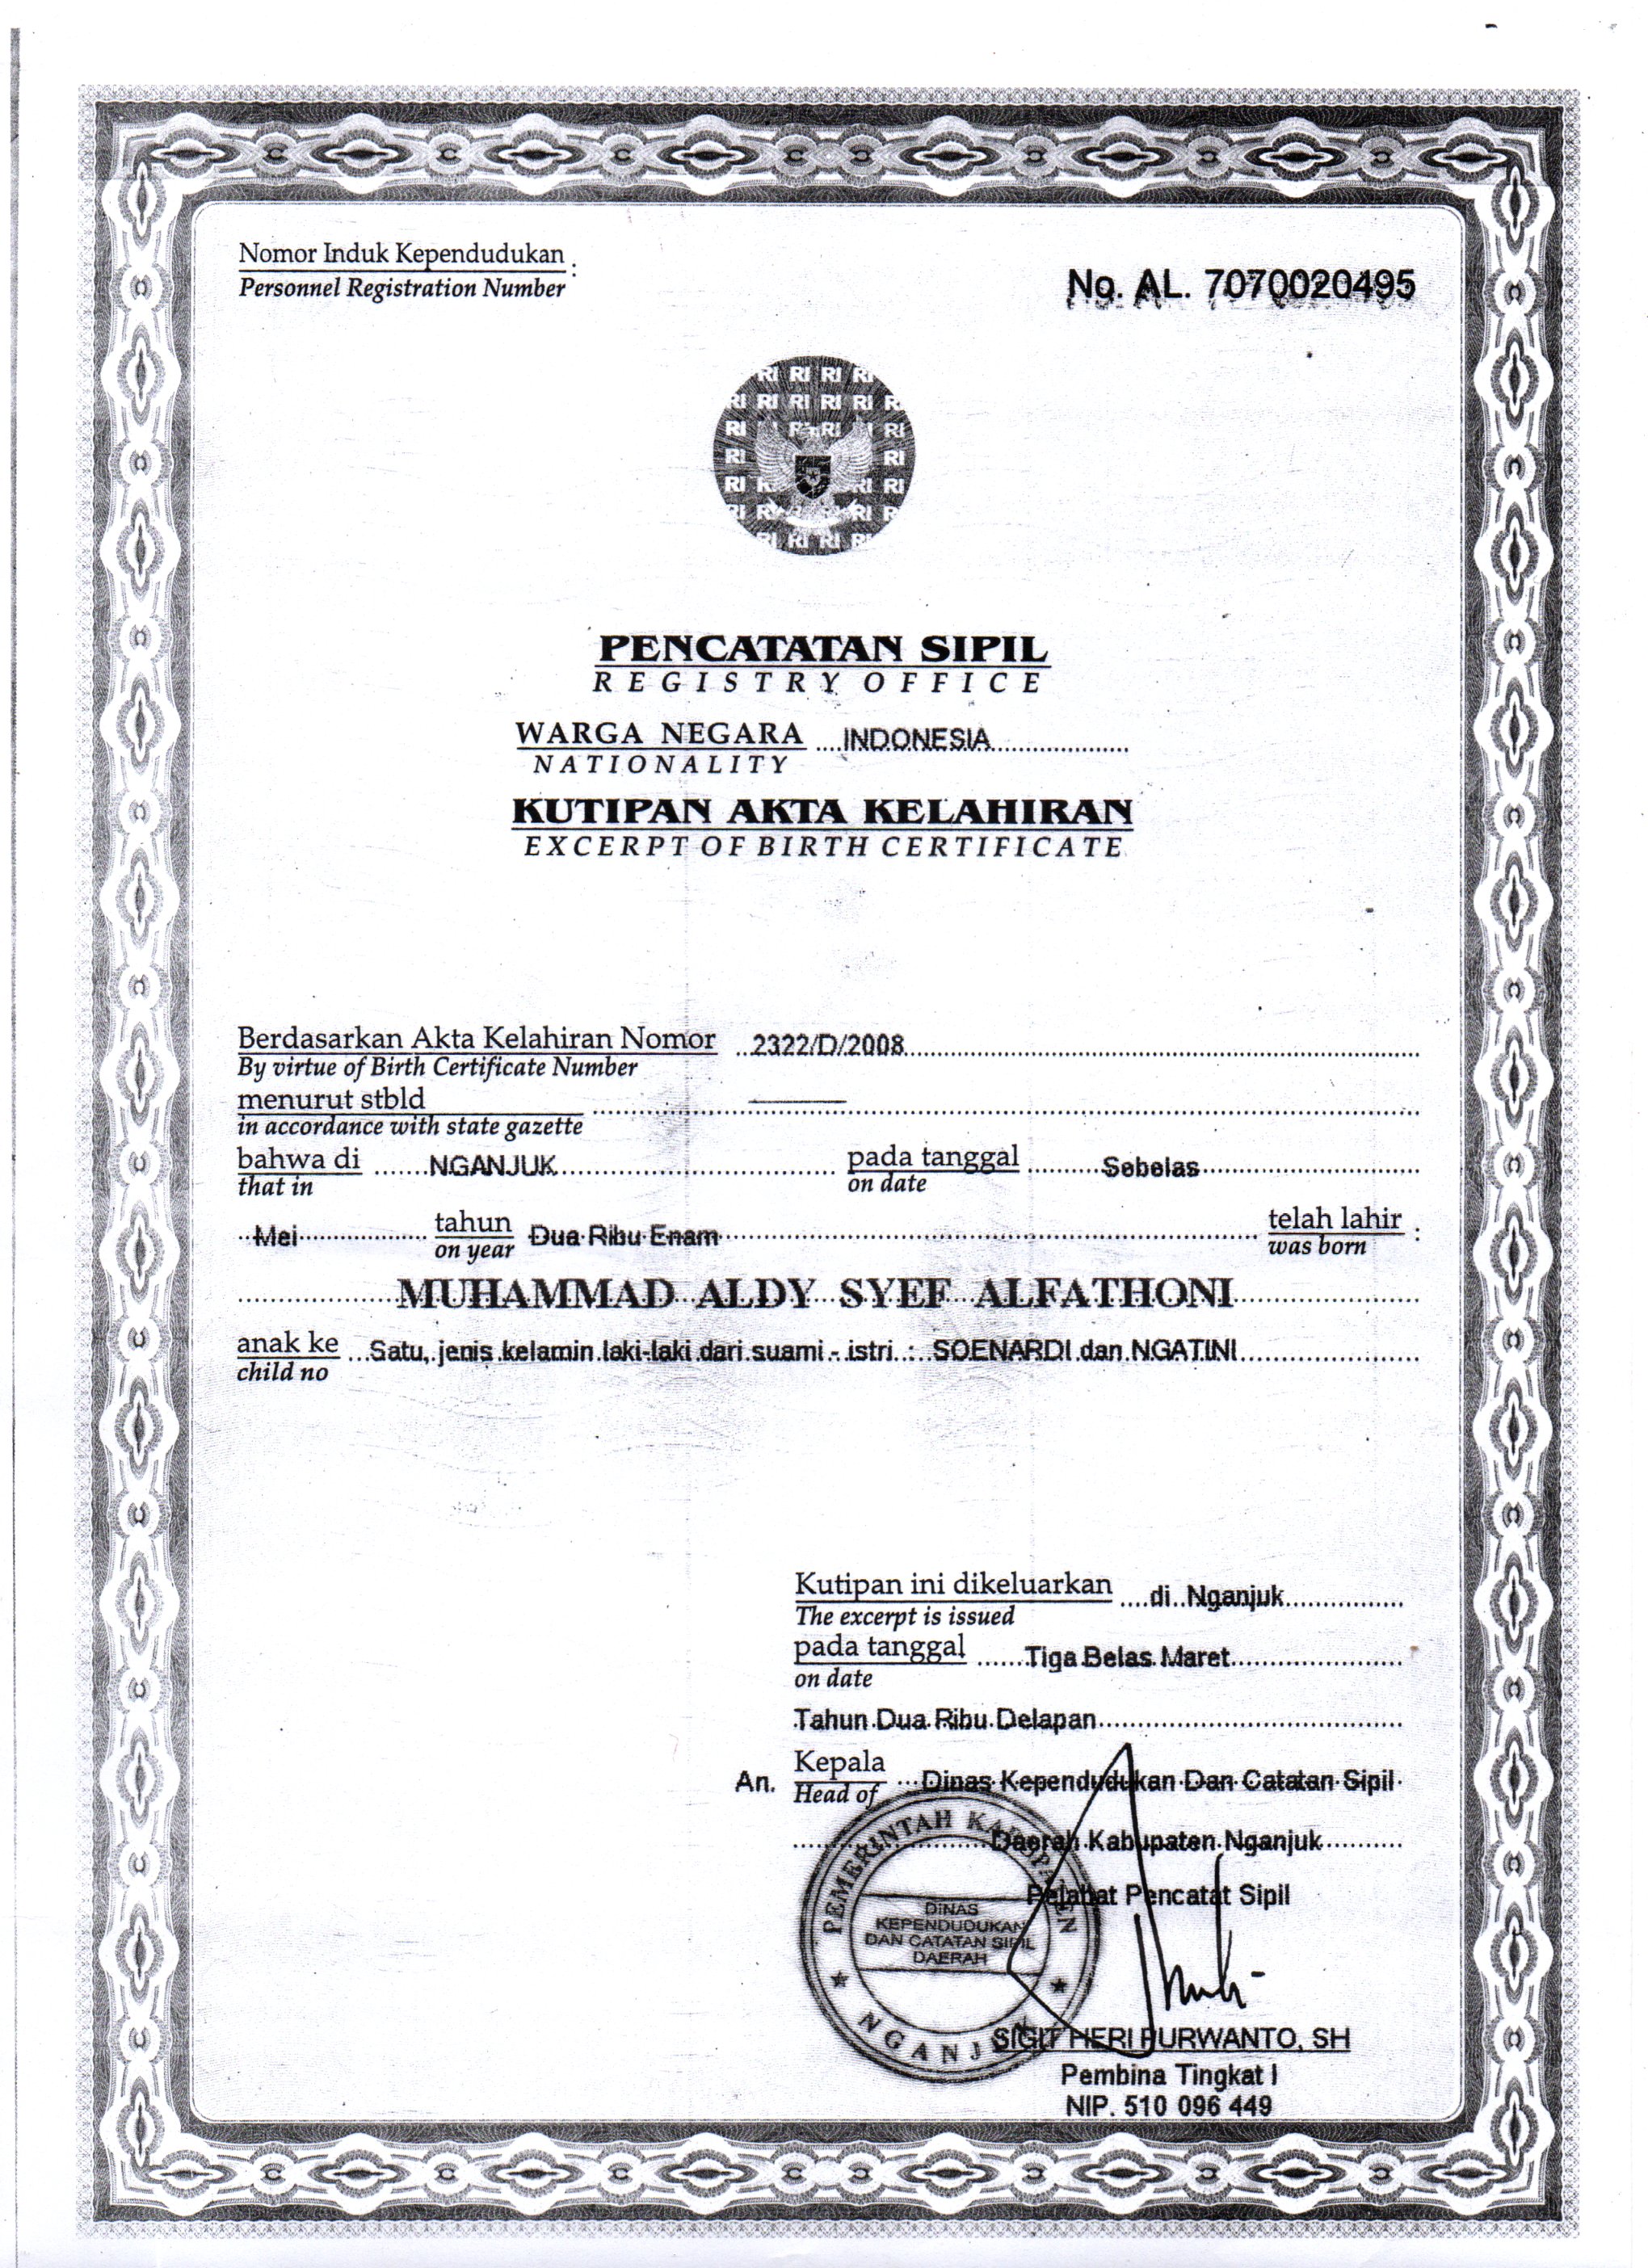 Nomor Induk Kependudukan :
Personnel Registration Number
No. AL. 7070020495
RI RI RI RI
RI RI RI RI RI R
RI RI RI
RI RI
RI RI RI
RI RI RI R
RI RI RI RI
PENCATATAN SIPIL
REGISTRY OFFICE
WARGA NEGARA INDONESIA
NATIONALITY
KUTIPAN AKTA KELAHIRAN
EXCERPT OF BIRTH CERTIFICATE
Berdasarkan Akta Kelahiran Nomor 2322/D/2008
By virtue of Birth Certificate Number
menurut stbld
in accordance with state gazette
bahwa di NGANJUK pada tanggal Sebelas
that in on date
Mei tahun Dua Ribu Enam telah lahir :
on year was born
MUHAMMAD ALDY SYEF ALFATHONI
anak ke Satu, jenis kelamin laki-laki dari suami - istri : SOENARDI dan NGATINI
child no
Kutipan ini dikeluarkan di Nganjuk
The excerpt is issued
pada tanggal Tiga Belas Maret
on date
Tahun Dua Ribu Delapan
An. Kepala Dinas Kependudukan Dan Catatan Sipil
Head of
Daerah Kabupaten Nganjuk
Pejabat Pencatat Sipil
PEMERINTAH KABUPATEN
DINAS
KEPENDUDUKAN
DAN CATATAN SIPIL
DAERAH
NGANJUK
SIGIT HERI PURWANTO, SH
Pembina Tingkat I
NIP. 510 096 449